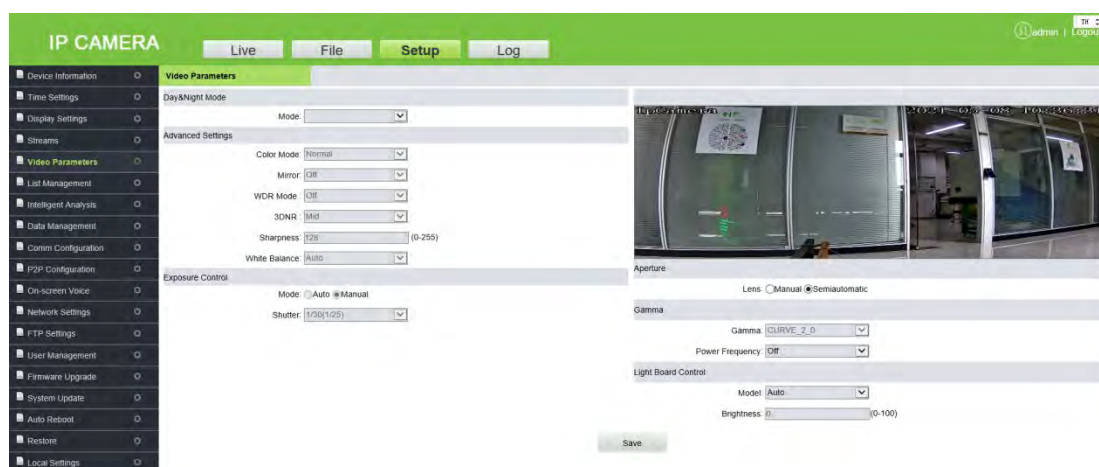 IP CAMERA
Live
File
Setup
Log
admin | Logout
TH
Device Information
Time Settings
Display Settings
Streams
Video Parameters
List Management
Intelligent Analysis
Data Management
Comm Configuration
P2P Configuration
On-screen Voice
Network Settings
FTP Settings
User Management
Firmware Upgrade
System Update
Auto Reboot
Restore
Local Settings
Video Parameters
Day&Night Mode
Mode:
Advanced Settings
Color Mode: Normal
Mirror: Off
WDR Mode: Off
3DNR: Mid
Sharpness: 128 (0-255)
White Balance: Auto
Exposure Control
Mode: Auto Manual
Shutter: 1/30(1/25)
IpCamera
Aperture
Lens Manual Semiautomatic
Gamma
Gamma: CURVE_2_0
Power Frequency: Off
Light Board Control
Model Auto
Brightness: 0 (0-100)
Save